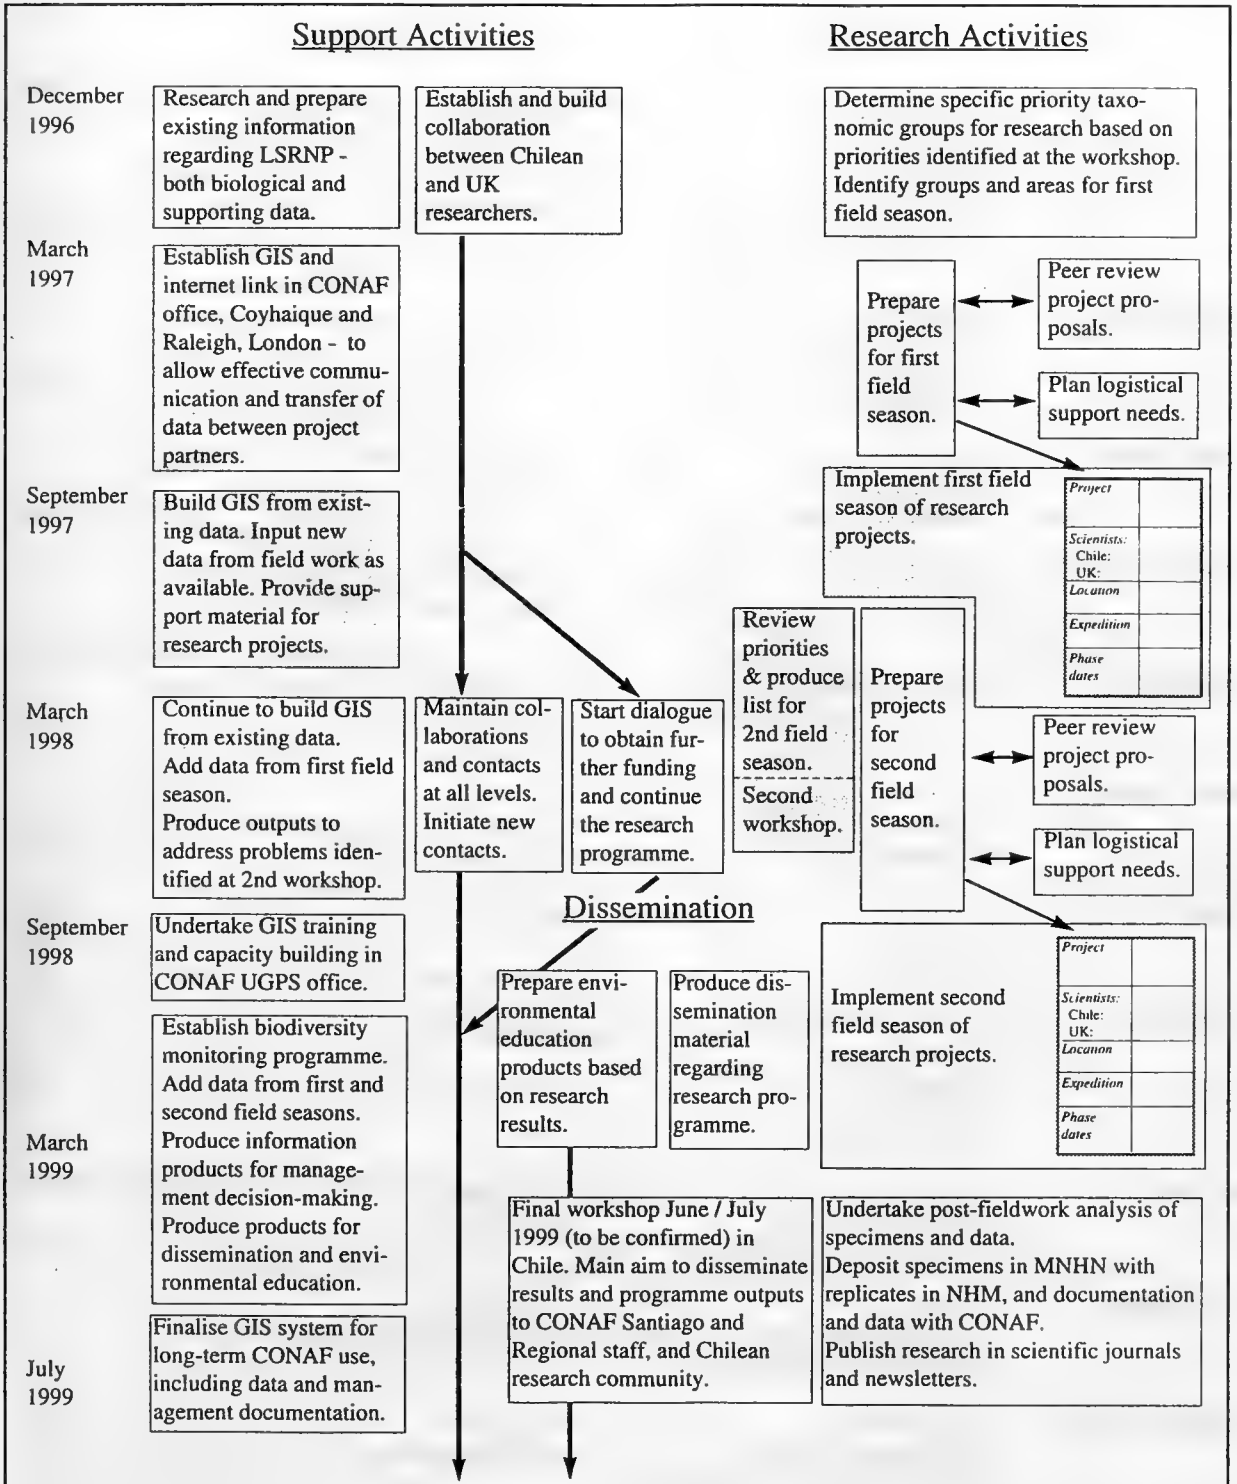 Support Activities
Research Activities
December
1996
Research and prepare
existing information
regarding LSRNP -
both biological and
supporting data.
Establish and build
collaboration
between Chilean
and UK
researchers.
Determine specific priority taxo-
nomic groups for research based on
priorities identified at the workshop.
Identify groups and areas for first
field season.
March
1997
Establish GIS and
internet link in CONAF
office, Coyhaique and
Raleigh, London - to
allow effective commu-
nication and transfer of
data between project
partners.
Prepare
projects
for first
field
season.
Peer review
project pro-
posals.
Plan logistical
support needs.
September
1997
Build GIS from exist-
ing data. Input new
data from field work as
available. Provide sup-
port material for
research projects.
Implement first field
season of research
projects.
Project
Scientists:
Chile:
UK:
Location
Expedition
Phase
dates
March
1998
Continue to build GIS
from existing data.
Add data from first field
season.
Produce outputs to
address problems iden-
tified at 2nd workshop.
Maintain col-
laborations
and contacts
at all levels.
Initiate new
contacts.
Start dialogue
to obtain fur-
ther funding
and continue
the research
programme.
Review
priorities
& produce
list for
2nd field
season.
Second
workshop.
Prepare
projects
for
second
field
season.
Peer review
project pro-
posals.
Plan logistical
support needs.
Dissemination
September
1998
Undertake GIS training
and capacity building in
CONAF UGPS office.
Prepare envi-
ronmental
education
products based
on research
results.
Produce dis-
semination
material
regarding
research pro-
gramme.
Implement second
field season of
research projects.
Project
Scientists:
Chile:
UK:
Location
Expedition
Phase
dates
Establish biodiversity
monitoring programme.
Add data from first and
second field seasons.
Produce information
products for manage-
ment decision-making.
Produce products for
dissemination and envi-
ronmental education.
March
1999
Final workshop June / July
1999 (to be confirmed) in
Chile. Main aim to disseminate
results and programme outputs
to CONAF Santiago and
Regional staff, and Chilean
research community.
Undertake post-fieldwork analysis of
specimens and data.
Deposit specimens in MNHN with
replicates in NHM, and documentation
and data with CONAF.
Publish research in scientific journals
and newsletters.
July
1999
Finalise GIS system for
long-term CONAF use,
including data and man-
agement documentation.